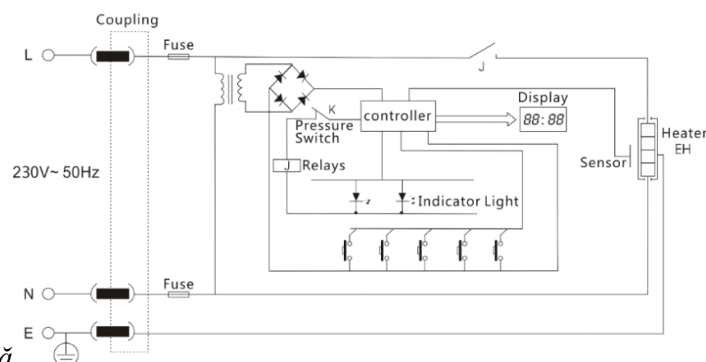 Coupling
L
Fuse
J
K
Pressure
Switch
controller
Display
88:88
Heater
EH
Sensor
J Relays
230V~ 50Hz
Indicator Light
N
Fuse
E
ă